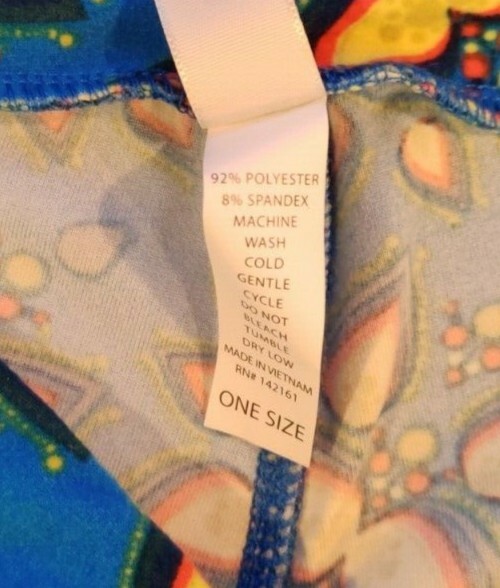 92% POLYESTER
8% SPANDEX
MACHINE
WASH
COLD
GENTLE
CYCLE
DO NOT
BLEACH
TUMBLE
DRY LOW
MADE IN VIETNAM
RN# 142161
ONE SIZE